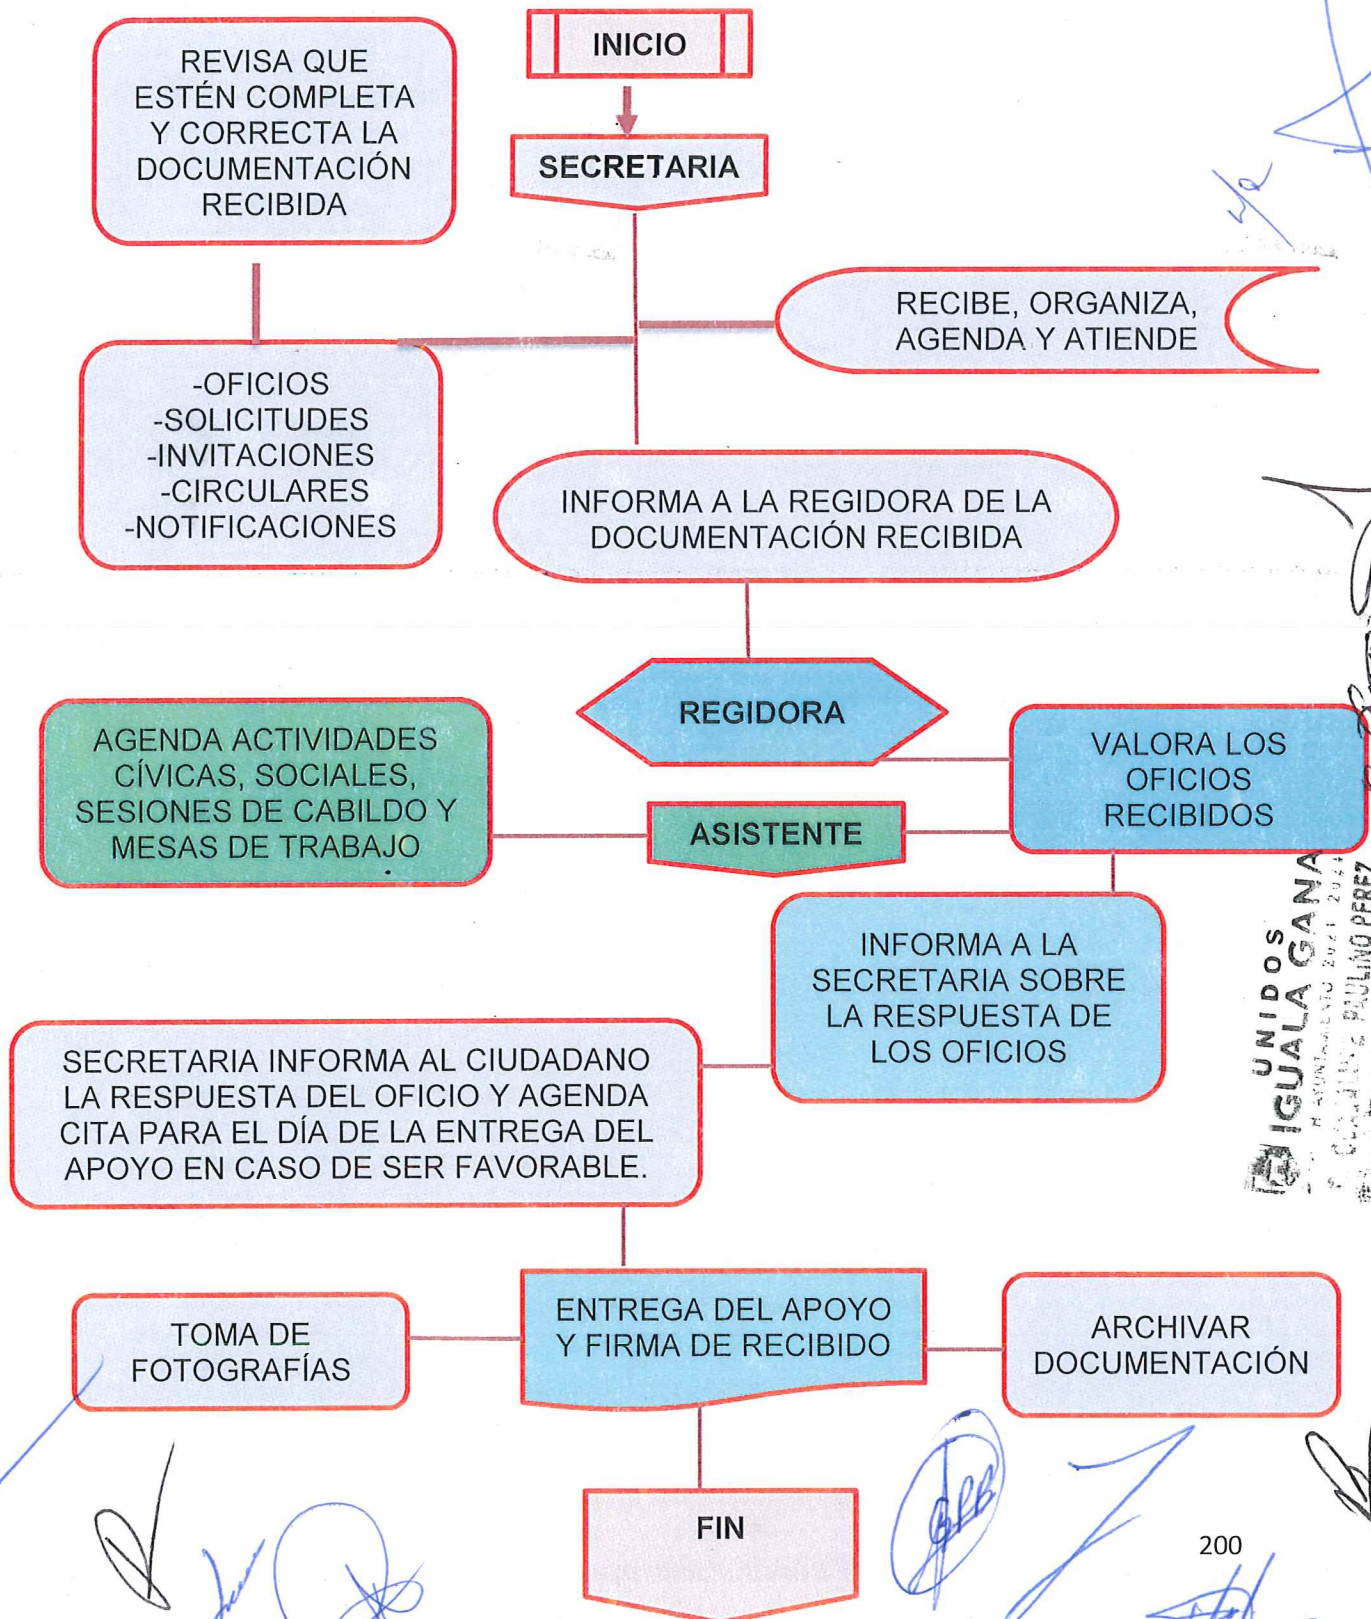 INICIO
REVISA QUE
ESTÉN COMPLETA
Y CORRECTA LA
DOCUMENTACIÓN
RECIBIDA
SECRETARIA
RECIBE, ORGANIZA,
AGENDA Y ATIENDE
-OFICIOS
-SOLICITUDES
-INVITACIONES
-CIRCULARES
-NOTIFICACIONES
INFORMA A LA REGIDORA DE LA
DOCUMENTACIÓN RECIBIDA
REGIDORA
AGENDA ACTIVIDADES
CÍVICAS, SOCIALES,
SESIONES DE CABILDO Y
MESAS DE TRABAJO
ASISTENTE
VALORA LOS
OFICIOS
RECIBIDOS
INFORMA A LA
SECRETARIA SOBRE
LA RESPUESTA DE
LOS OFICIOS
UNIDOS
IGUALA GANA
PAULINO PEREZ
SECRETARIA INFORMA AL CIUDADANO
LA RESPUESTA DEL OFICIO Y AGENDA
CITA PARA EL DÍA DE LA ENTREGA DEL
APOYO EN CASO DE SER FAVORABLE.
TOMA DE
FOTOGRAFÍAS
ENTREGA DEL APOYO
Y FIRMA DE RECIBIDO
ARCHIVAR
DOCUMENTACIÓN
FIN
200